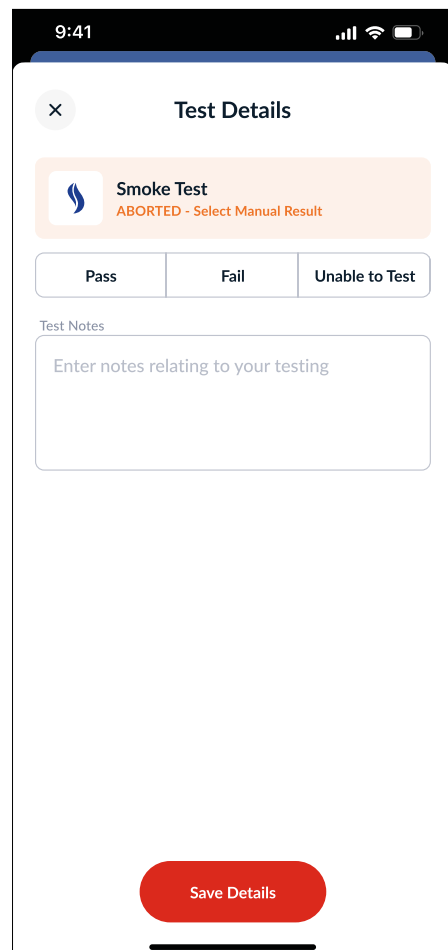 9:41
Test Details
Smoke Test
ABORTED - Select Manual Result
Pass Fail Unable to Test
Test Notes
Enter notes relating to your testing
Save Details